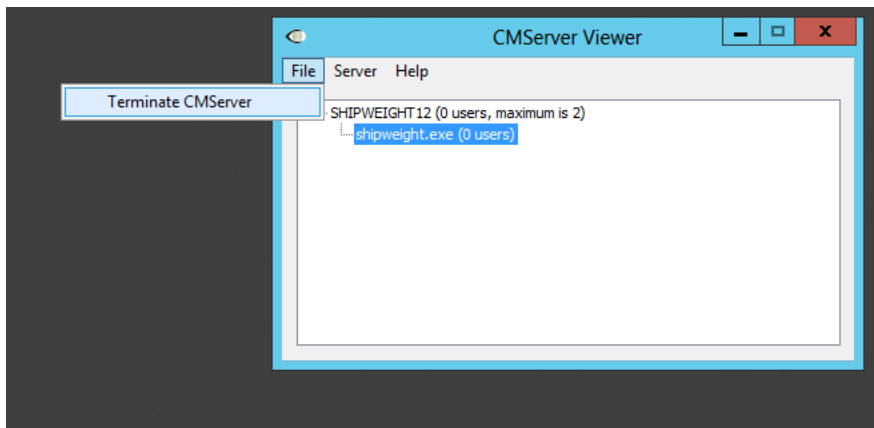 CMServer Viewer
File Server Help
Terminate CMServer
SHIPWEIGHT12 (0 users, maximum is 2)
shipweight.exe (0 users)